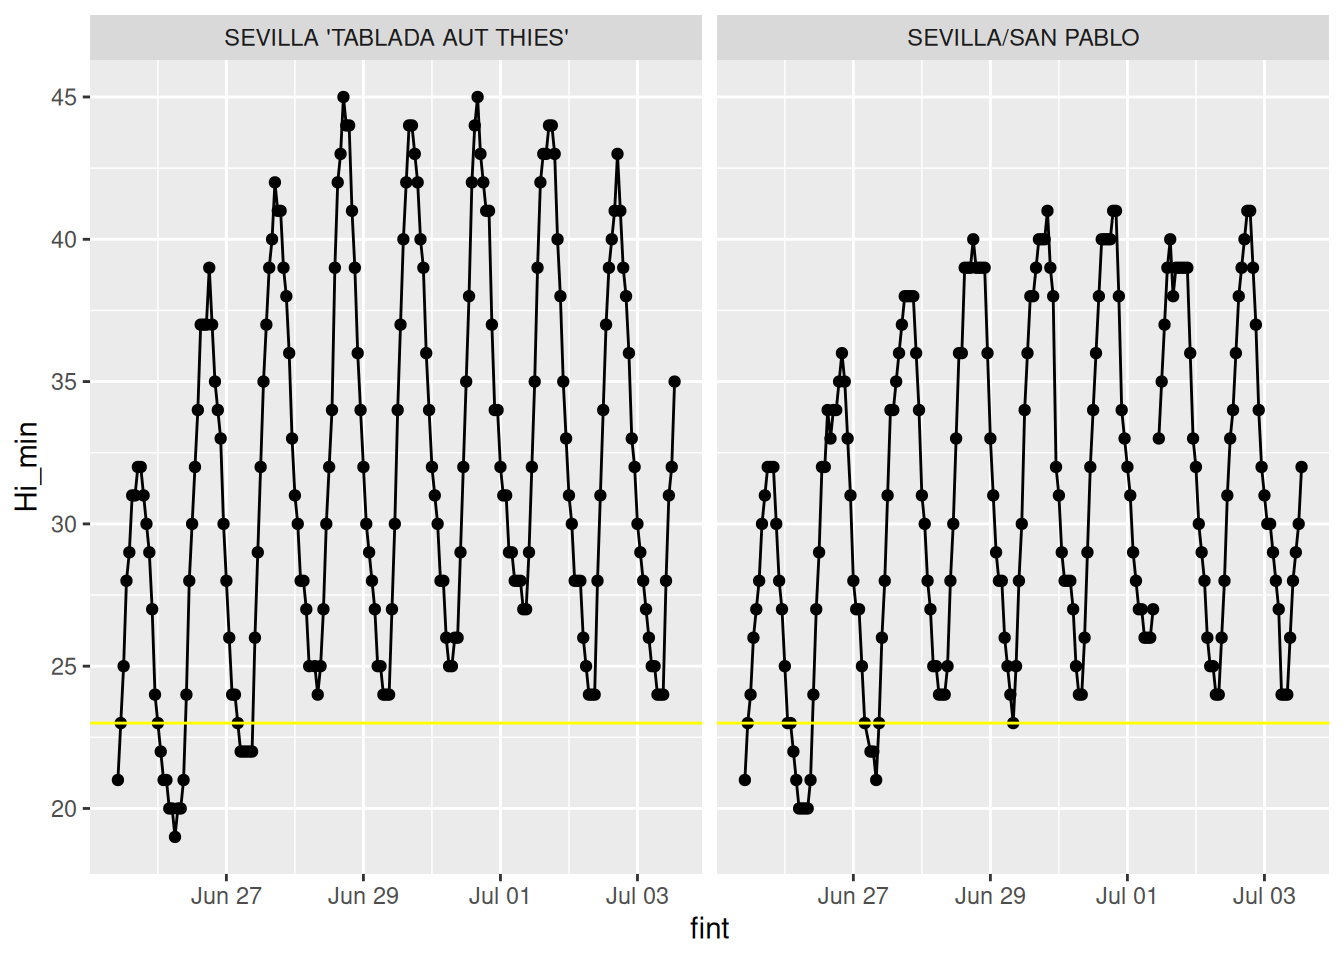 SEVILLA 'TABLADA AUT THIES'
SEVILLA/SAN PABLO
45
40
35
30
25
20
Hi_min
Jun 27
Jun 29
Jul 01
Jul 03
Jun 27
Jun 29
Jul 01
Jul 03
fint